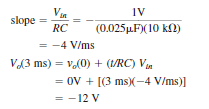 slope = V_in / RC = − 1V / (0.025µF)(10 kΩ)
= −4 V/ms
V_o(3 ms) = v_o(0) + (t/RC) V_in
= 0V + [(3 ms)(−4 V/ms)]
= −12 V